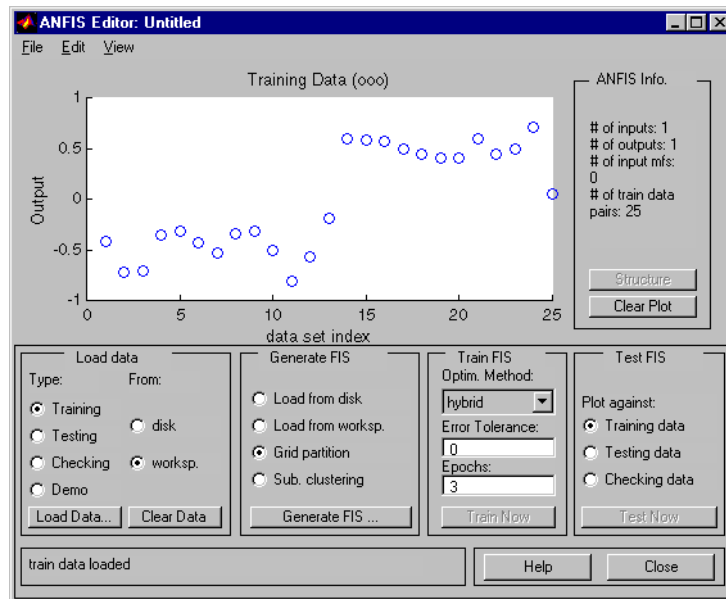 ANFIS Editor: Untitled
File Edit View
Training Data (ooo)
1
0.5
0
-0.5
-1
Output
0 5 10 15 20 25
data set index
ANFIS Info.
# of inputs: 1
# of outputs: 1
# of input mfs:
0
# of train data
pairs: 25
Structure
Clear Plot
Load data
Type: From:
Training
disk
Testing
Checking
worksp.
Demo
Load Data... Clear Data
Generate FIS
Load from disk
Load from worksp.
Grid partition
Sub. clustering
Generate FIS ...
Train FIS
Optim. Method:
hybrid
Error Tolerance:
0
Epochs:
3
Train Now
Test FIS
Plot against:
Training data
Testing data
Checking data
Test Now
train data loaded
Help Close